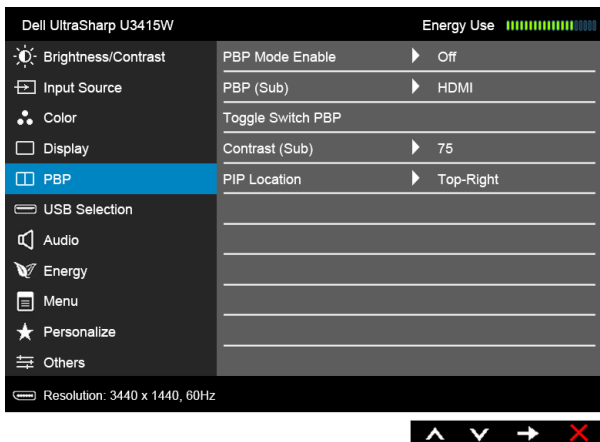 Dell UltraSharp U3415W Energy Use
Brightness/Contrast PBP Mode Enable Off
Input Source PBP (Sub) HDMI
Color Toggle Switch PBP
Display Contrast (Sub) 75
PBP PIP Location Top-Right
USB Selection
Audio
Energy
Menu
Personalize
Others
Resolution: 3440 x 1440, 60Hz